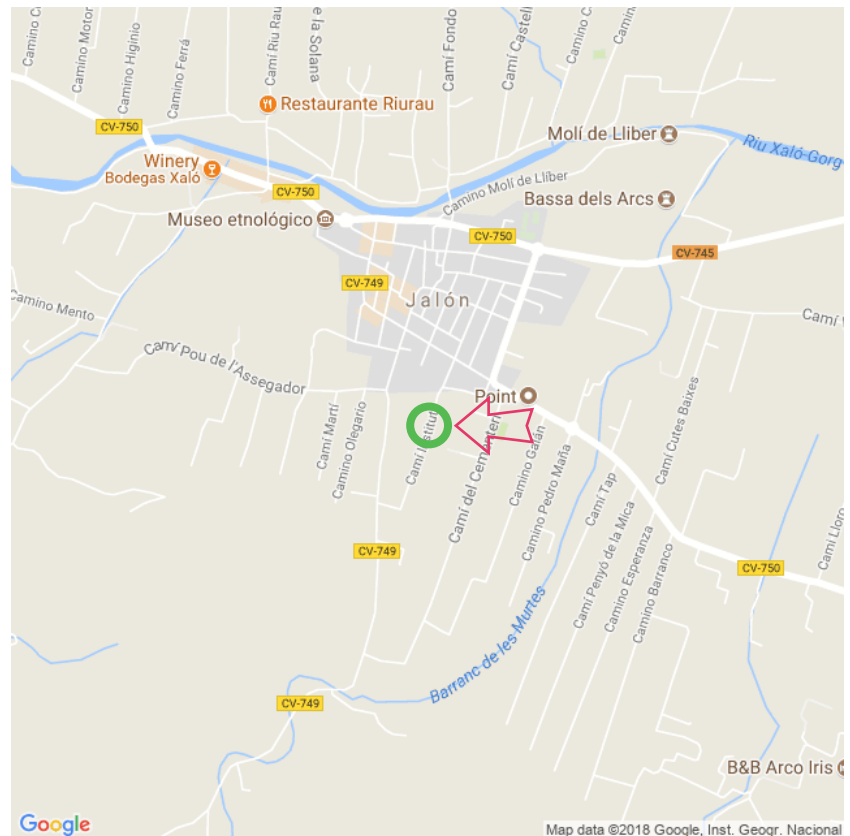 Camino C
Camino Motor
Camino Higinio
Camino Ferrá
Camí Riu Rau
e la Solana
Camí Fondo
Camí Castell
Camino C
Restaurante Riurau
CV-750
Molí de Lliber
Riu Xaló Gorg
Winery
Bodegas Xaló
Camino Molí de Llíber
CV-750
Bassa dels Arcs
Museo etnológico
CV-750
CV-745
CV-749
Jalón
Camino Mento
Camí V
Camí Pou de l'Assegador
Point
Camí Cutes Baixes
Camí Martí
Camino Olegario
Camí Institut
Camí del Cementeri
Camino Galán
Camino Pedro Maña
Camí Tap
Camí Penyó de la Mica
Camino Esperanza
Camino Barranco
Camí Lloro
CV-749
CV-750
Barranc de les Murtes
CV-749
B&B Arco Iris
Google
Map data ©2018 Google, Inst. Geogr. Nacional